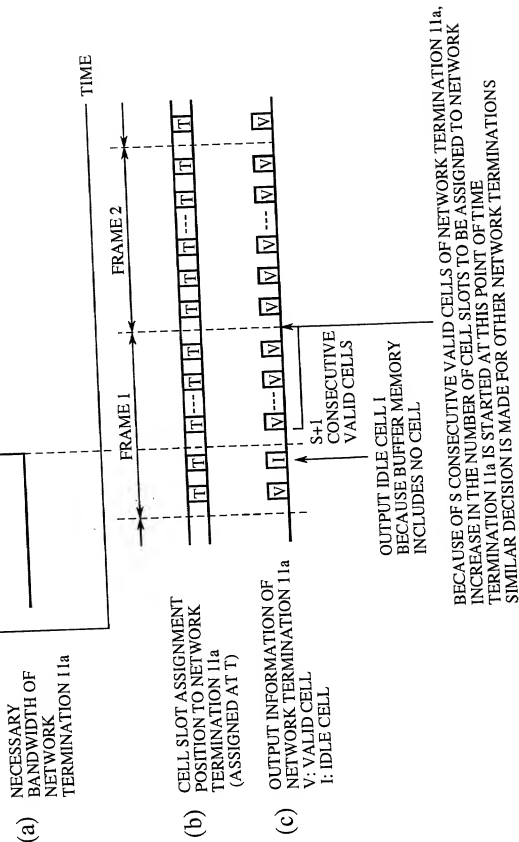 (a) NECESSARY
BANDWIDTH OF
NETWORK
TERMINATION 11a
TIME
FRAME 1
FRAME 2
(b) CELL SLOT ASSIGNMENT
POSITION TO NETWORK
TERMINATION 11a
(ASSIGNED AT T)
T T T --- T T T T T --- T T T
(c) OUTPUT INFORMATION OF
NETWORK TERMINATION 11a
V: VALID CELL
I: IDLE CELL
V I V --- V V V V V --- V V V
S+1
CONSECUTIVE
VALID CELLS
OUTPUT IDLE CELL I
BECAUSE BUFFER MEMORY
INCLUDES NO CELL
BECAUSE OF S CONSECUTIVE VALID CELLS OF NETWORK TERMINATION 11a,
INCREASE IN THE NUMBER OF CELL SLOTS TO BE ASSIGNED TO NETWORK
TERMINATION 11a IS STARTED AT THIS POINT OF TIME
SIMILAR DECISION IS MADE FOR OTHER NETWORK TERMINATIONS